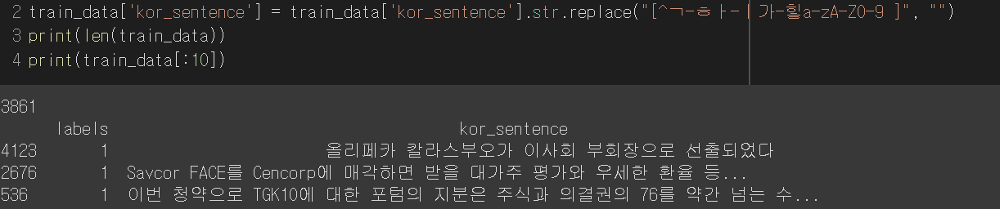 2 train_data['kor_sentence'] = train_data['kor_sentence'].str.replace("[^ㄱ-ㅎㅏ-ㅣ가-힣a-zA-Z0-9 ]", "")
3 print(len(train_data))
4 print(train_data[:10])
3861
labels kor_sentence
4123 1 올리페카 칼라스부오가 이사회 부회장으로 선출되었다
2676 1 Savcor FACE를 Cencorp에 매각하면 받을 대가주 평가와 우세한 환율 등...
536 1 이번 청약으로 TGK10에 대한 포텀의 지분은 주식과 의결권의 76를 약간 넘는 수...